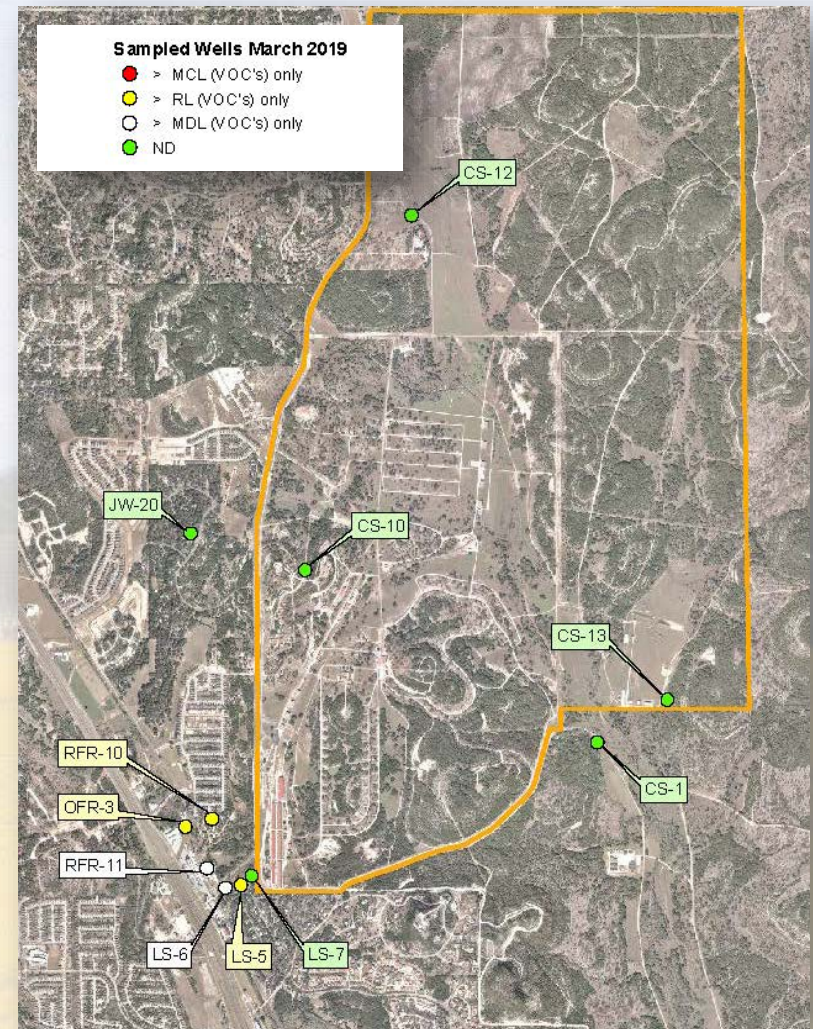 Sampled Wells March 2019
> MCL (VOC's) only
> RL (VOC's) only
> MDL (VOC's) only
ND
CS-12
JW-20
CS-10
CS-13
RFR-10
CS-1
OFR-3
RFR-11
LS-6
LS-5
LS-7